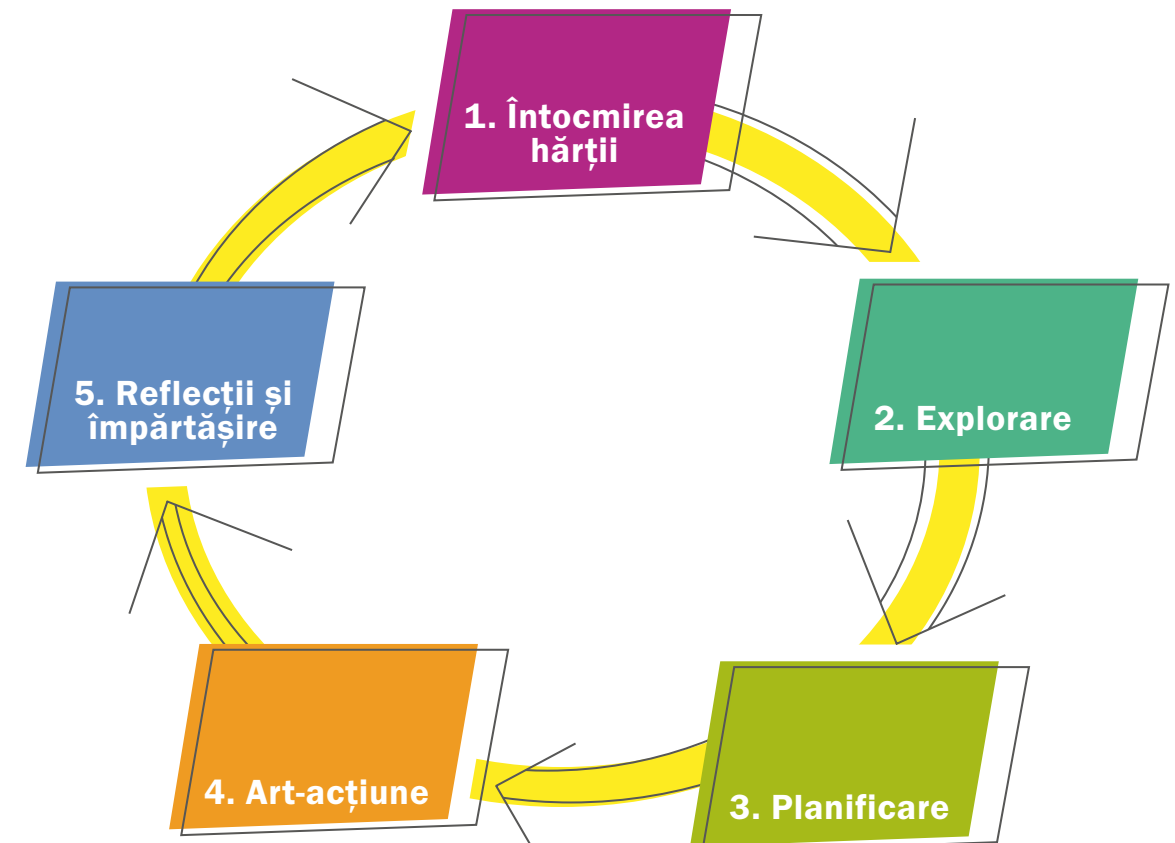 1. Întocmirea
hărții
2. Explorare
3. Planificare
4. Art-acțiune
5. Reflecții și
împărtășire